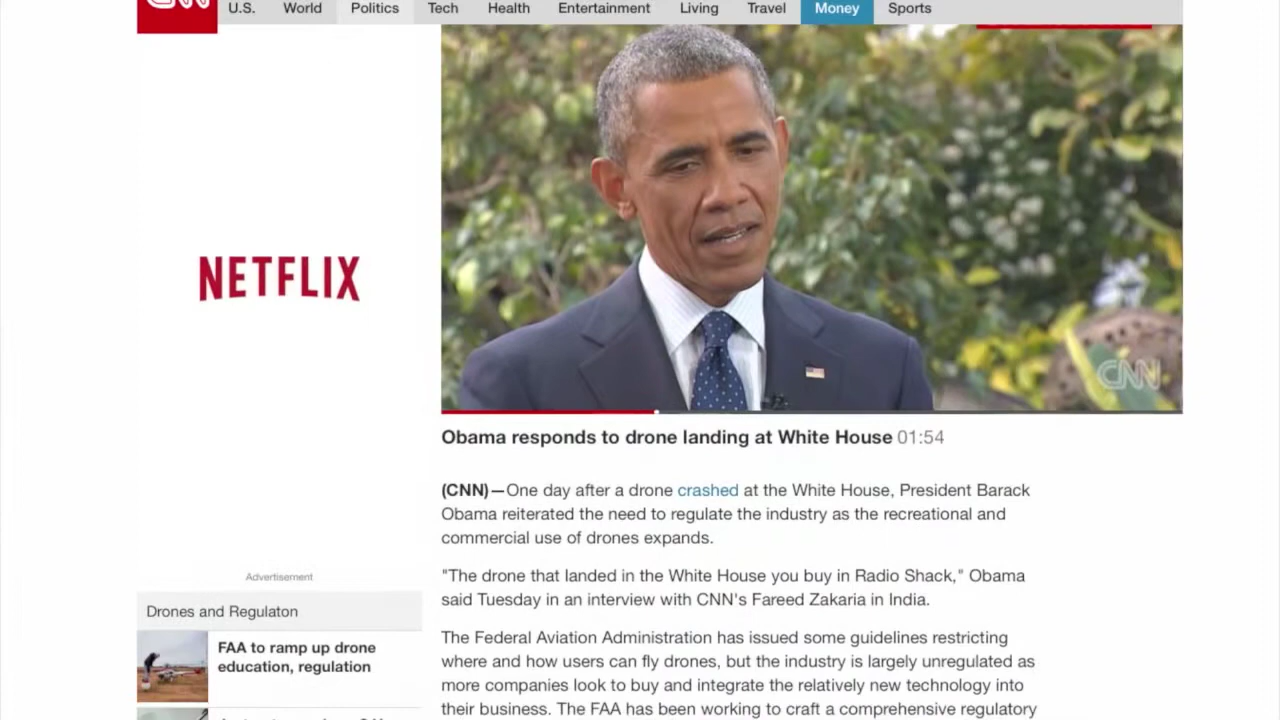 CNN
U.S. World Politics Tech Health Entertainment Living Travel Money Sports
NETFLIX
CNN
Obama responds to drone landing at White House 01:54
(CNN)—One day after a drone crashed at the White House, President Barack
Obama reiterated the need to regulate the industry as the recreational and
commercial use of drones expands.
"The drone that landed in the White House you buy in Radio Shack," Obama
said Tuesday in an interview with CNN's Fareed Zakaria in India.
The Federal Aviation Administration has issued some guidelines restricting
where and how users can fly drones, but the industry is largely unregulated as
more companies look to buy and integrate the relatively new technology into
their business. The FAA has been working to craft a comprehensive regulatory
Advertisement
Drones and Regulaton
FAA to ramp up drone
education, regulation